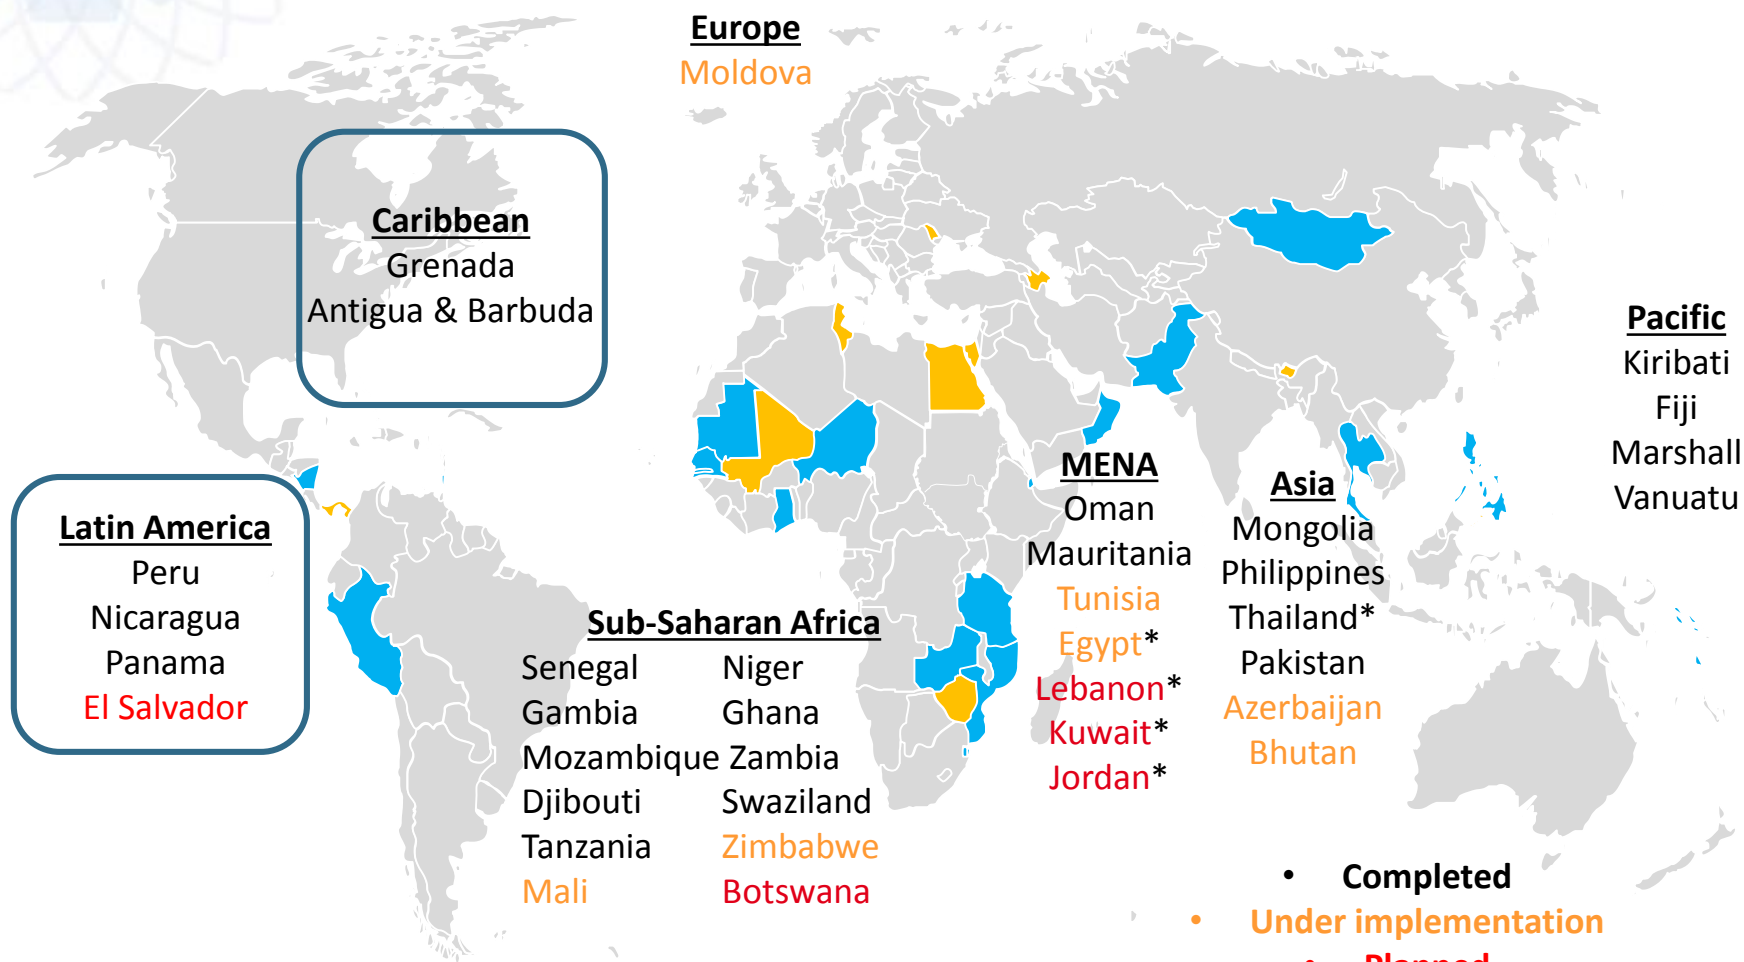 Europe
Moldova
Caribbean
Grenada
Antigua & Barbuda
Pacific
Kiribati
Fiji
Marshall
Vanuatu
Latin America
Peru
Nicaragua
Panama
El Salvador
Sub-Saharan Africa
Senegal Niger
Gambia Ghana
Mozambique Zambia
Djibouti Swaziland
Tanzania Zimbabwe
Mali Botswana
MENA
Oman
Mauritania
Tunisia
Egypt*
Lebanon*
Kuwait*
Jordan*
Asia
Mongolia
Philippines
Thailand*
Pakistan
Azerbaijan
Bhutan
• Completed
• Under implementation
• Planned